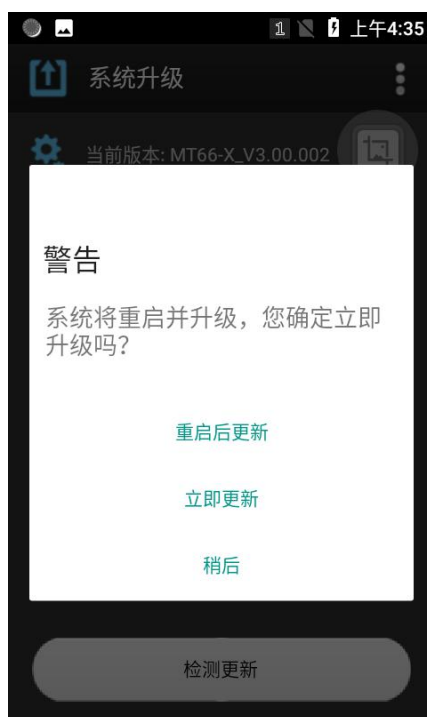 1 上午4:35
系统升级
当前版本: MT66-X_V3.00.002
警告
系统将重启并升级，您确定立即
升级吗？
重启后更新
立即更新
稍后
检测更新